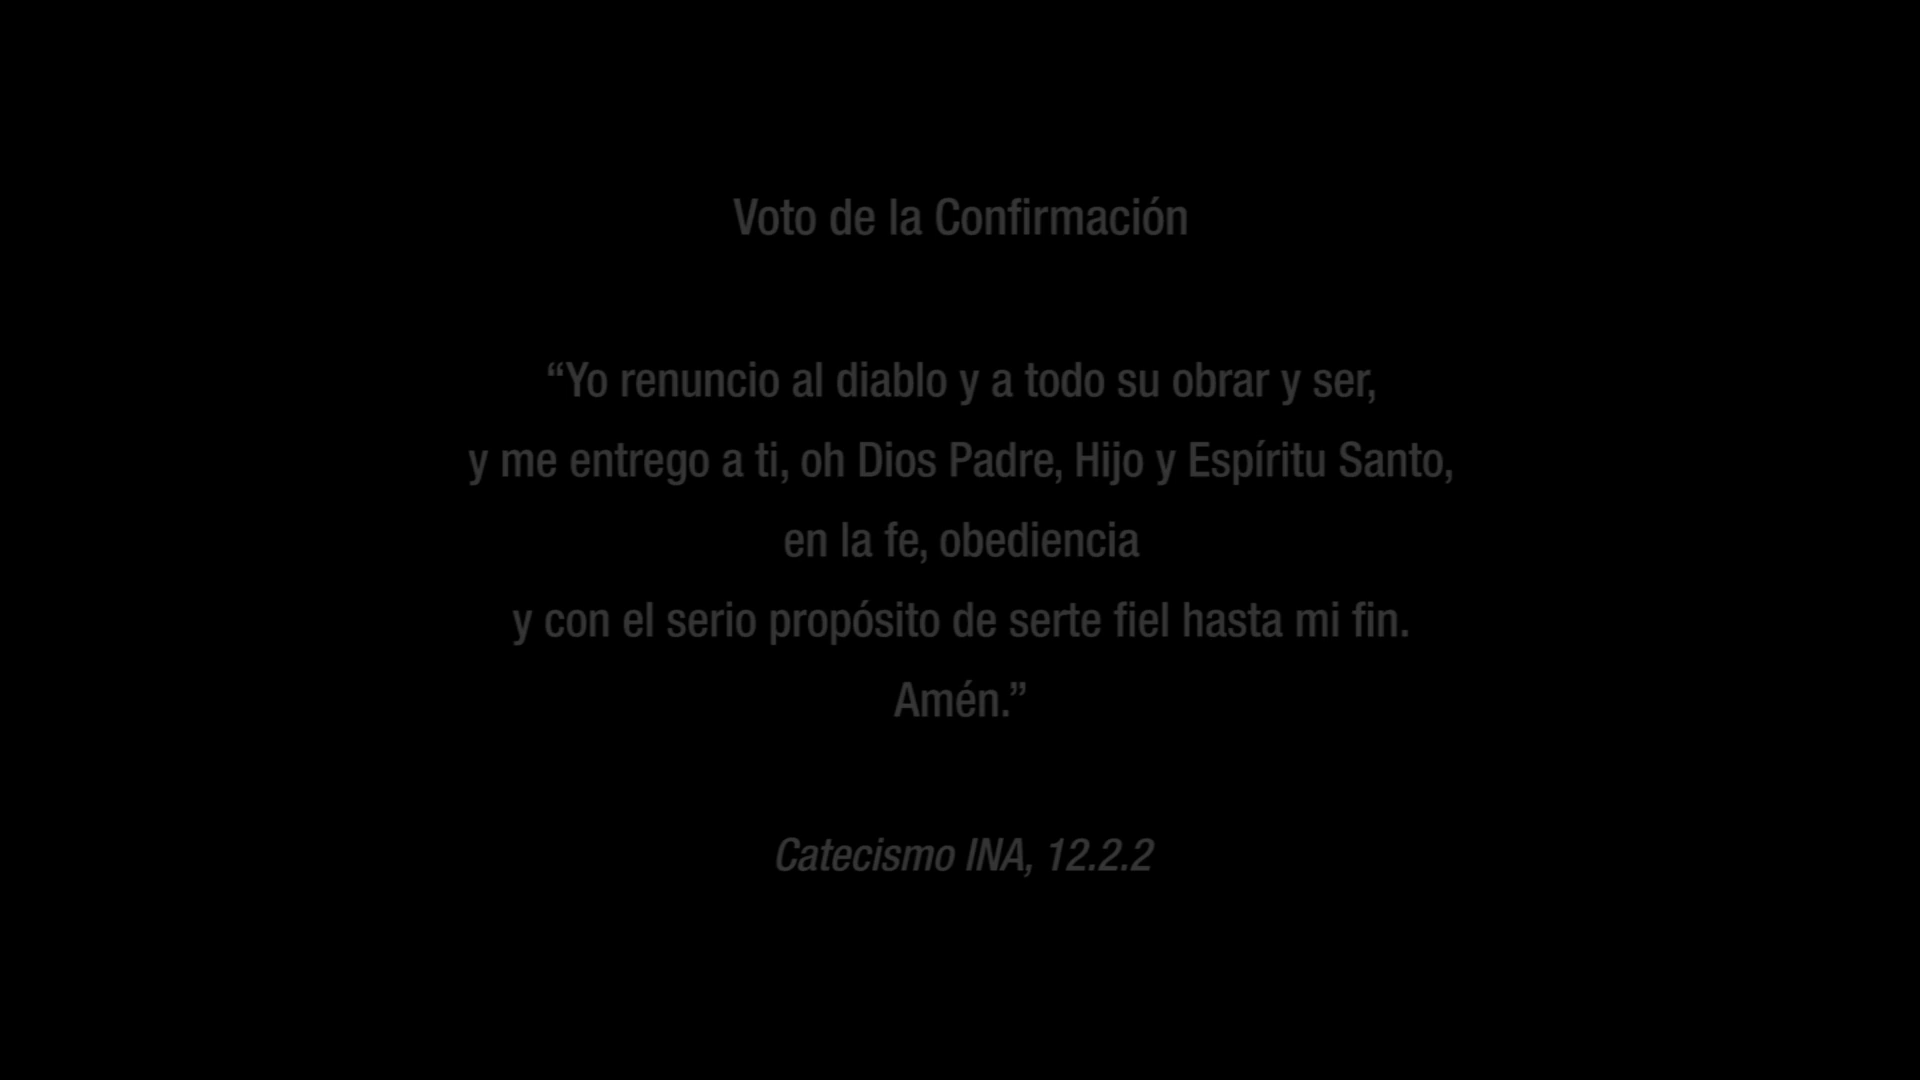 Voto de la Confirmación
“Yo renuncio al diablo y a todo su obrar y ser,
y me entrego a ti, oh Dios Padre, Hijo y Espíritu Santo,
en la fe, obediencia
y con el serio propósito de serte fiel hasta mi fin.
Amén.”
Catecismo INA, 12.2.2